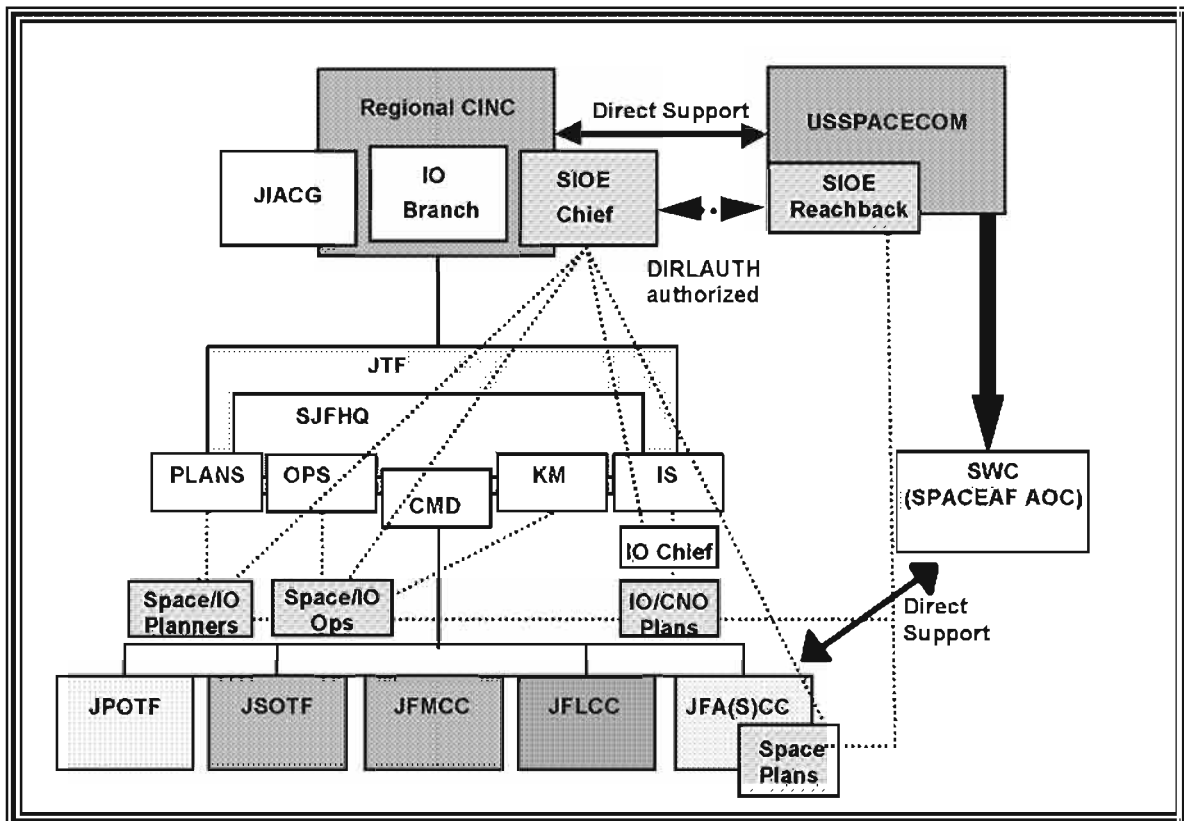 Regional CINC
Direct Support
USSPACECOM
JIACG
IO
Branch
SIOE
Chief
SIOE
Reachback
DIRLAUTH
authorized
JTF
SJFHQ
PLANS
OPS
CMD
KM
IS
SWC
(SPACEAF AOC)
IO Chief
Space/IO
Planners
Space/IO
Ops
IO/CNO
Plans
Direct
Support
JPOTF
JSOTF
JFMCC
JFLCC
JFA(S)CC
Space
Plans